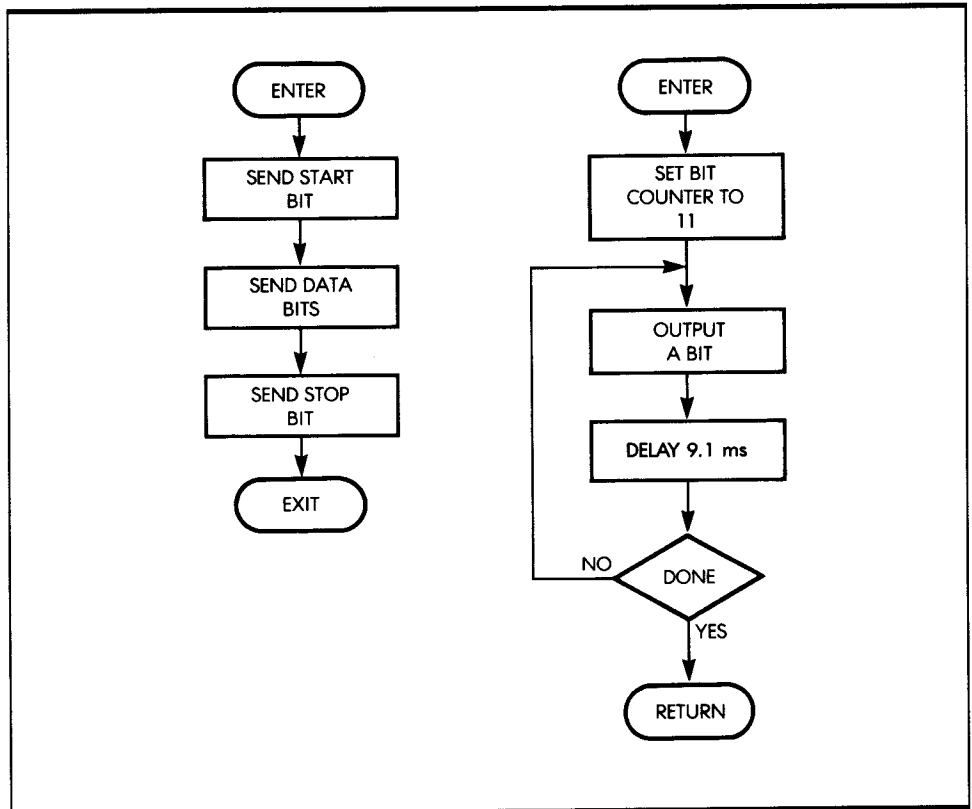 ENTER
SEND START
BIT
SEND DATA
BITS
SEND STOP
BIT
EXIT
ENTER
SET BIT
COUNTER TO
11
OUTPUT
A BIT
DELAY 9.1 ms
DONE
NO
YES
RETURN